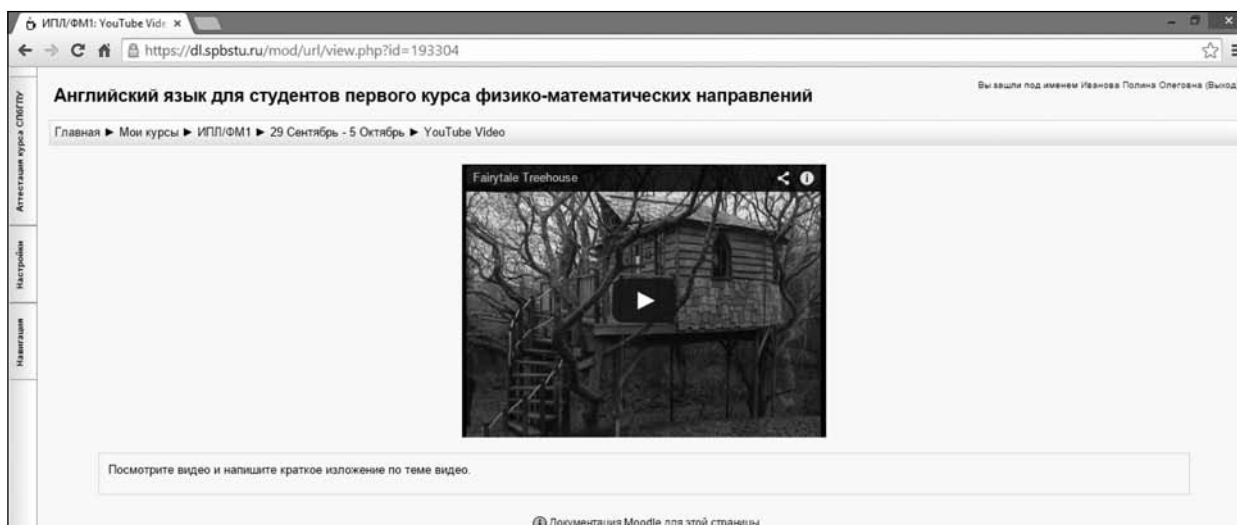 ИПЛ/ФМ1: YouTube Vide
https://dl.spbstu.ru/mod/url/view.php?id=193304
Английский язык для студентов первого курса физико-математических направлений
Вы зашли под именем Иванова Полина Олеговна (Выход)
Главная ► Мои курсы ► ИПЛ/ФМ1 ► 29 Сентябрь - 5 Октябрь ► YouTube Video
Аттестация курса СПбГПУ
Настройки
Навигация
Fairytale Treehouse
Посмотрите видео и напишите краткое изложение по теме видео.
Документация Moodle для этой страницы